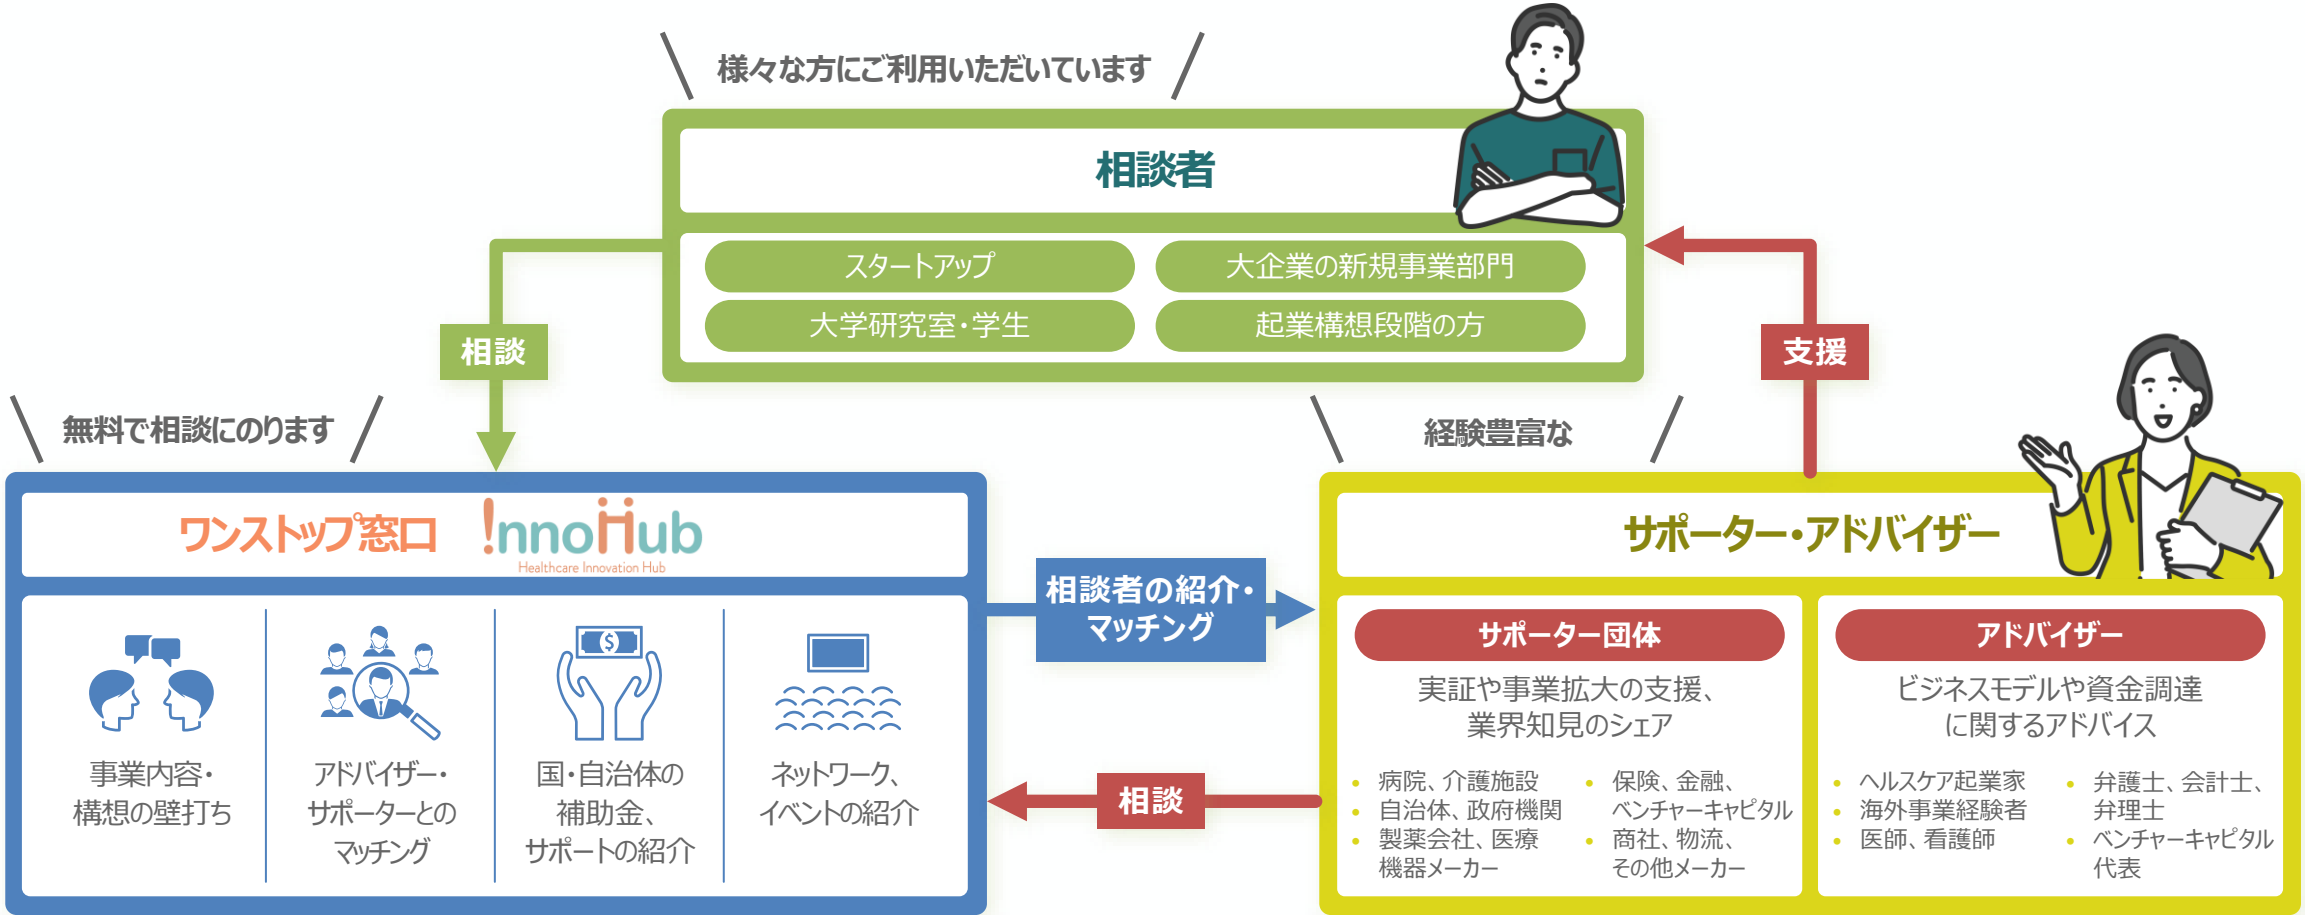 様々な方にご利用いただいています
相談者
スタートアップ
大企業の新規事業部門
大学研究室・学生
起業構想段階の方
相談
支援
無料で相談にのります
経験豊富な
ワンストップ窓口
InnoHub
Healthcare Innovation Hub
事業内容・
構想の壁打ち
アドバイザー・
サポーターとの
マッチング
国・自治体の
補助金、
サポートの紹介
ネットワーク、
イベントの紹介
相談者の紹介・
マッチング
相談
サポーター・アドバイザー
サポーター団体
実証や事業拡大の支援、
業界知見のシェア
• 病院、介護施設
• 自治体、政府機関
• 製薬会社、医療
機器メーカー
• 保険、金融、
ベンチャーキャピタル
• 商社、物流、
その他メーカー
アドバイザー
ビジネスモデルや資金調達
に関するアドバイス
• ヘルスケア起業家
• 海外事業経験者
• 医師、看護師
• 弁護士、会計士、
弁理士
• ベンチャーキャピタル
代表